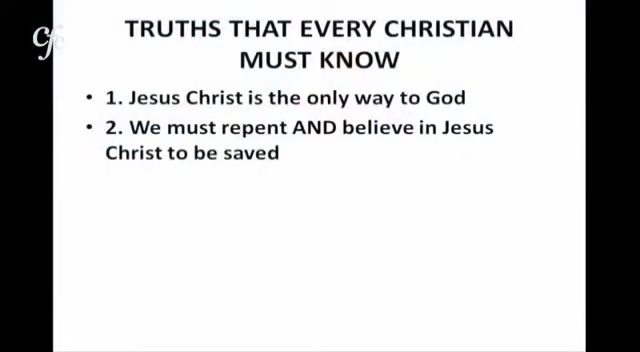 TRUTHS THAT EVERY CHRISTIAN
MUST KNOW
• 1. Jesus Christ is the only way to God
• 2. We must repent AND believe in Jesus
Christ to be saved